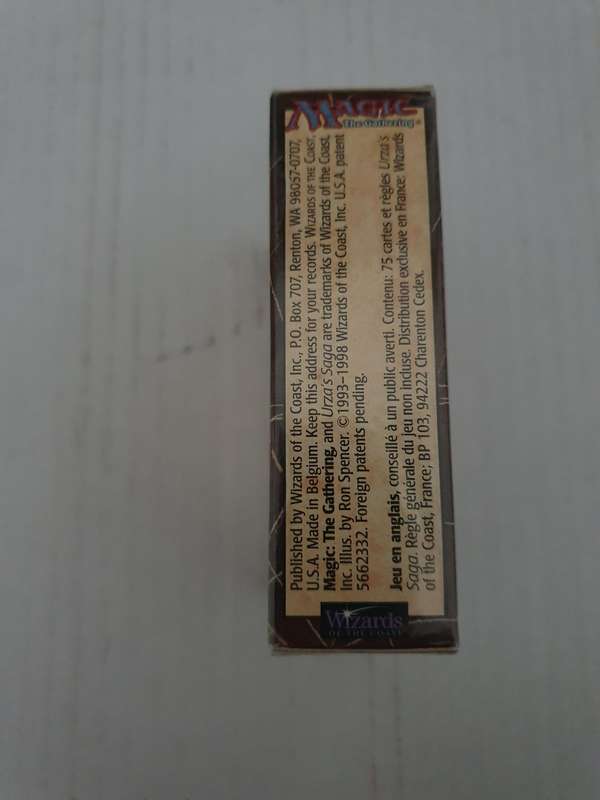 MAGIC
The Gathering®
Published by Wizards of the Coast, Inc., P.O. Box 707, Renton, WA 98057-0707,
U.S.A. Made in Belgium. Keep this address for your records. WIZARDS OF THE COAST,
Magic: The Gathering, and Urza's Saga are trademarks of Wizards of the Coast,
Inc. Illus. by Ron Spencer. ©1993–1998 Wizards of the Coast, Inc. U.S.A. patent
5662332. Foreign patents pending.
Jeu en anglais, conseillé à un public averti. Contenu: 75 cartes et règles Urza's
Saga. Règle générale du jeu non incluse. Distribution exclusive en France: Wizards
of the Coast, France; BP 103, 94222 Charenton Cedex.
Wizards
OF THE COAST